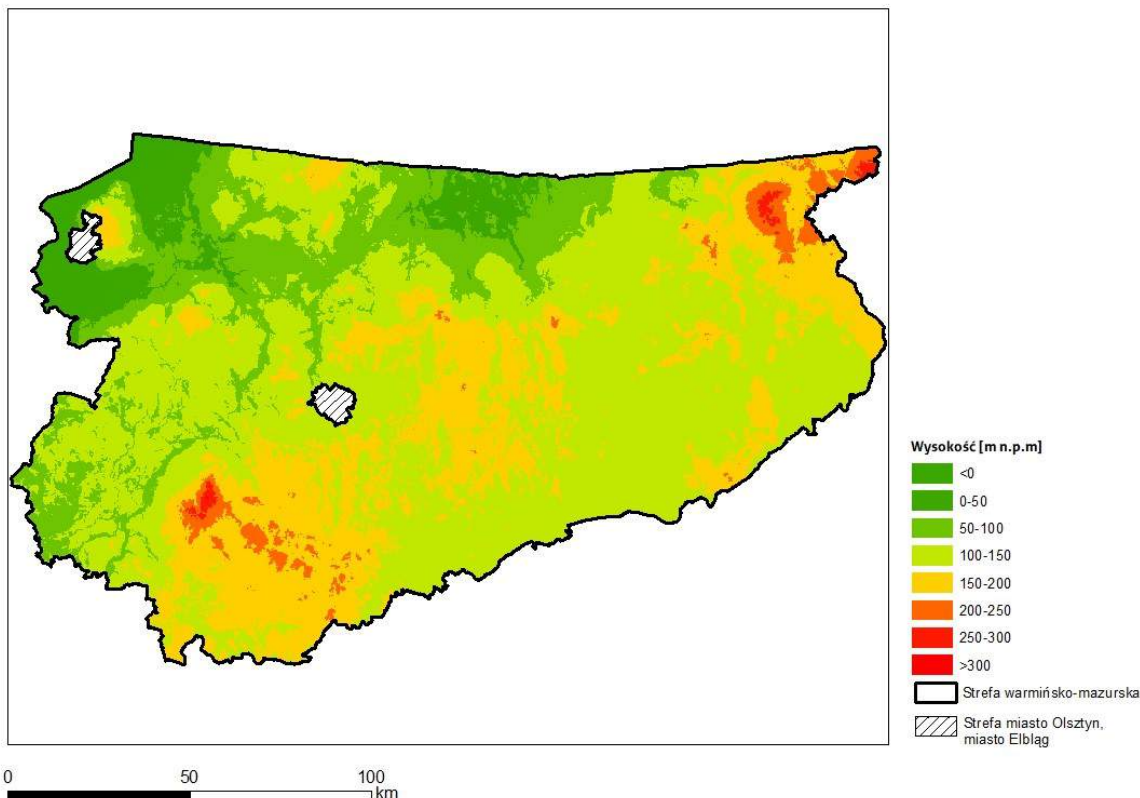 Wysokość [m n.p.m]
<0
0-50
50-100
100-150
150-200
200-250
250-300
>300
Strefa warmińsko-mazurska
Strefa miasto Olsztyn,
miasto Elbląg
0 50 100
km